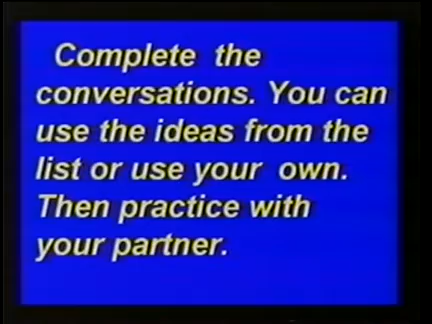 Complete the
conversations. You can
use the ideas from the
list or use your own.
Then practice with
your partner.